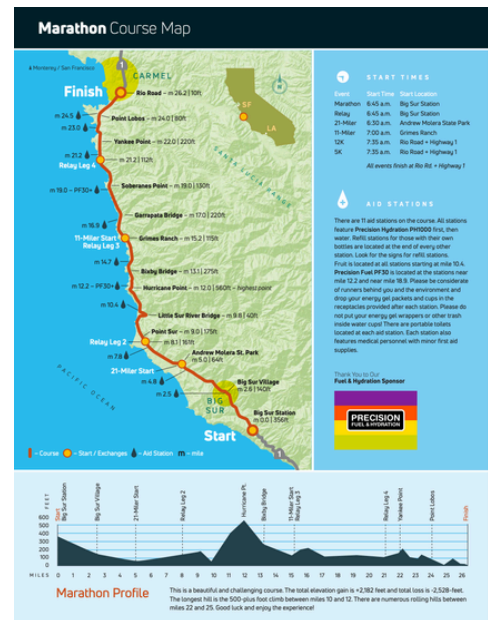 Marathon Course Map
Monterey / San Francisco
1
CARMEL
Finish
Rio Road – m 26.2 | 10ft
SF
LA
N
m 24.5
Point Lobos – m 24.0 | 80ft
m 23.0
Yankee Point – m 22.0 | 220ft
m 21.2
m 21.2 | 112ft
Relay Leg 4
SANTA LUCIA RANGE
m 19.0 – PF30+
Soberanes Point – m 19.0 | 130ft
Garrapata Bridge – m 17.0 | 220ft
m 16.9
11-Miler Start
Relay Leg 3
Grimes Ranch – m 15.2 | 115ft
m 14.7
Bixby Bridge – m 13.1 | 275ft
m 12.2 – PF30+
Hurricane Point – m 12.0 | 560ft – highest point
m 10.4
Little Sur River Bridge – m 9.8 | 40ft
Point Sur – m 9.0 | 175ft
Relay Leg 2
m 8.1 | 161ft
m 7.8
Andrew Molera St. Park
m 5.0 | 64ft
21-Miler Start
m 4.8
PACIFIC OCEAN
Big Sur Village
m 2.6 | 140ft
m 2.5
BIG
SUR
Big Sur Station
m 0.0 | 356ft
Start
1
– Course
– Start / Exchanges
– Aid Station
m – mile
START TIMES
Event Start Time Start Location
Marathon 6:45 a.m. Big Sur Station
Relay 6:45 a.m. Big Sur Station
21-Miler 6:30 a.m. Andrew Molera State Park
11-Miler 7:00 a.m. Grimes Ranch
12K 7:35 a.m. Rio Road + Highway 1
5K 7:35 a.m. Rio Road + Highway 1
All events finish at Rio Rd. + Highway 1
AID STATIONS
There are 11 aid stations on the course. All stations
feature Precision Hydration PH1000 first, then
water. Refill stations for those with their own
bottles are located at the end of every other
station. Look for the signs for refill stations.
Fruit is located at all stations starting at mile 10.4.
Precision Fuel PF30 is located at the stations near
mile 12.2 and near mile 18.9. Please be considerate
of runners behind you and the environment and
drop your energy gel packets and cups in the
receptacles provided after each station. Please do
not put your energy gel wrappers or other trash
inside water cups! There are portable toilets
located at each aid station. Each station also
features medical personnel with minor first aid
supplies.
Thank You to Our
Fuel & Hydration Sponsor
PRECISION
FUEL & HYDRATION
FEET
600
500
400
300
200
100
0
Start
Big Sur Station
Big Sur Village
21-Miler Start
Relay Leg 2
Hurricane Pt.
Bixby Bridge
11-Miler Start
Relay Leg 3
Relay Leg 4
Yankee Point
Point Lobos
Finish
MILES 0 1 2 3 4 5 6 7 8 9 10 11 12 13 14 15 16 17 18 19 20 21 22 23 24 25 26
Marathon Profile
This is a beautiful and challenging course. The total elevation gain is +2,182 feet and total loss is -2,528-feet.
The longest hill is the 500-plus foot climb between miles 10 and 12. There are numerous rolling hills between
miles 22 and 25. Good luck and enjoy the experience!